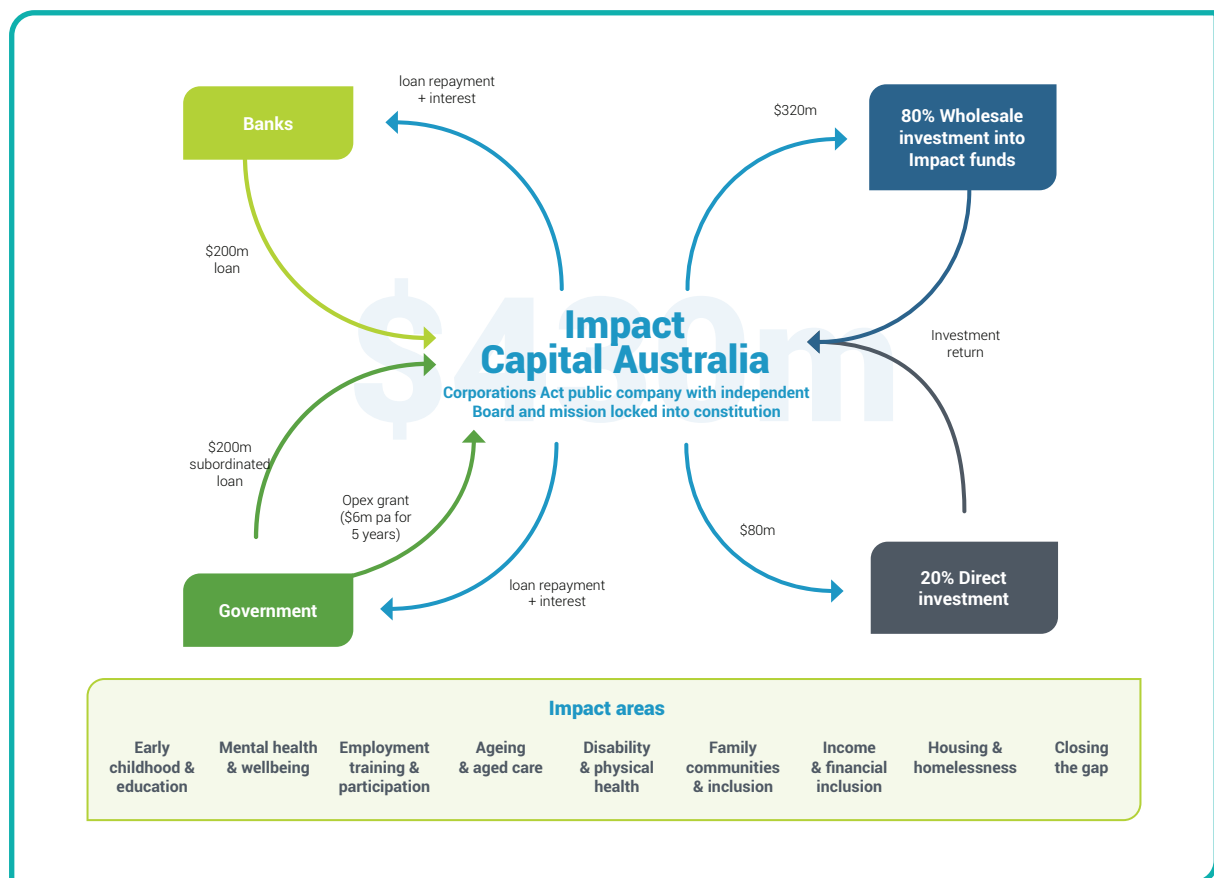 loan repayment
+ interest
Banks
$320m
80% Wholesale
investment into
Impact funds
$200m
loan
$430m
Impact
Capital Australia
Corporations Act public company with independent
Board and mission locked into constitution
Investment
return
$200m
subordinated
loan
Opex grant
($6m pa for
5 years)
$80m
loan repayment
+ interest
Government
20% Direct
investment
Impact areas
Early
childhood &
education
Mental health
& wellbeing
Employment
training &
participation
Ageing
& aged care
Disability
& physical
health
Family
communities
& inclusion
Income
& financial
inclusion
Housing &
homelessness
Closing
the gap